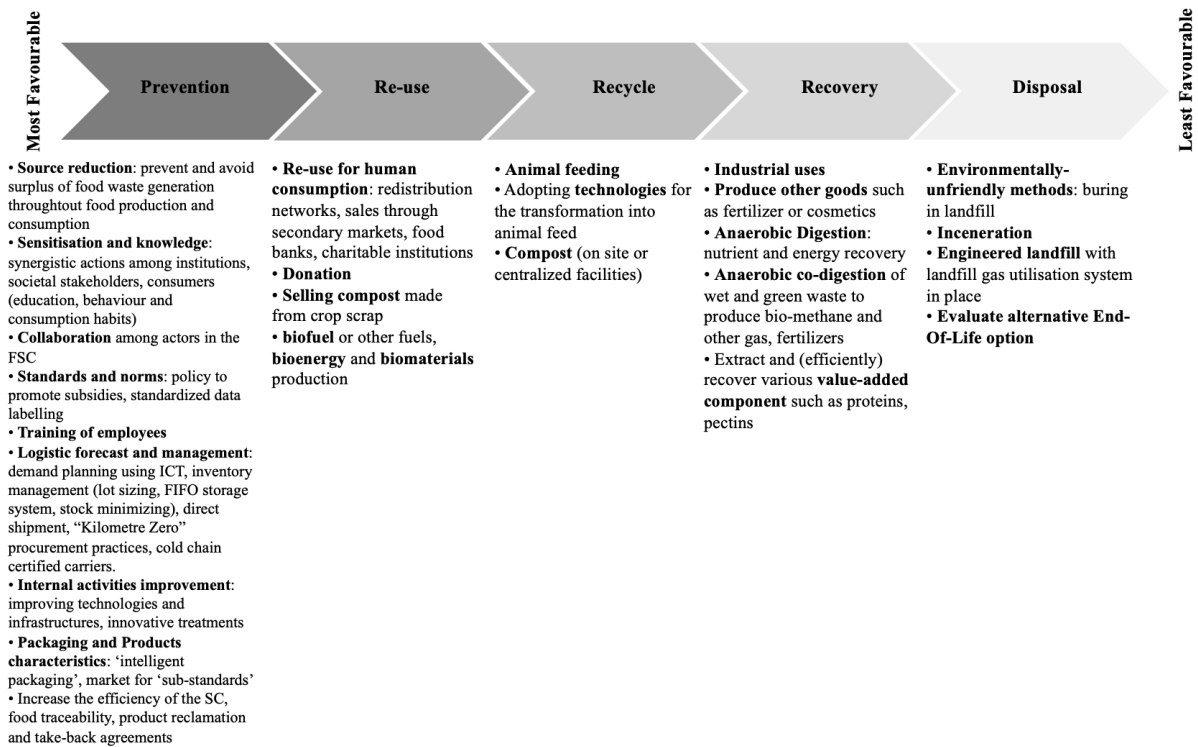 Most Favourable
Prevention
Re-use
Recycle
Recovery
Disposal
Least Favourable
• Source reduction: prevent and avoid
surplus of food waste generation
throughtout food production and
consumption
• Sensitisation and knowledge:
synergistic actions among institutions,
societal stakeholders, consumers
(education, behaviour and
consumption habits)
• Collaboration among actors in the
FSC
• Standards and norms: policy to
promote subsidies, standardized data
labelling
• Training of employees
• Logistic forecast and management:
demand planning using ICT, inventory
management (lot sizing, FIFO storage
system, stock minimizing), direct
shipment, “Kilometre Zero”
procurement practices, cold chain
certified carriers.
• Internal activities improvement:
improving technologies and
infrastructures, innovative treatments
• Packaging and Products
characteristics: ‘intelligent
packaging’, market for ‘sub-standards’
• Increase the efficiency of the SC,
food traceability, product reclamation
and take-back agreements
• Re-use for human
consumption: redistribution
networks, sales through
secondary markets, food
banks, charitable institutions
• Donation
• Selling compost made
from crop scrap
• biofuel or other fuels,
bioenergy and biomaterials
production
• Animal feeding
• Adopting technologies for
the transformation into
animal feed
• Compost (on site or
centralized facilities)
• Industrial uses
• Produce other goods such
as fertilizer or cosmetics
• Anaerobic Digestion:
nutrient and energy recovery
• Anaerobic co-digestion of
wet and green waste to
produce bio-methane and
other gas, fertilizers
• Extract and (efficiently)
recover various value-added
component such as proteins,
pectins
• Environmentally-
unfriendly methods: buring
in landfill
• Inceneration
• Engineered landfill with
landfill gas utilisation system
in place
• Evaluate alternative End-
Of-Life option